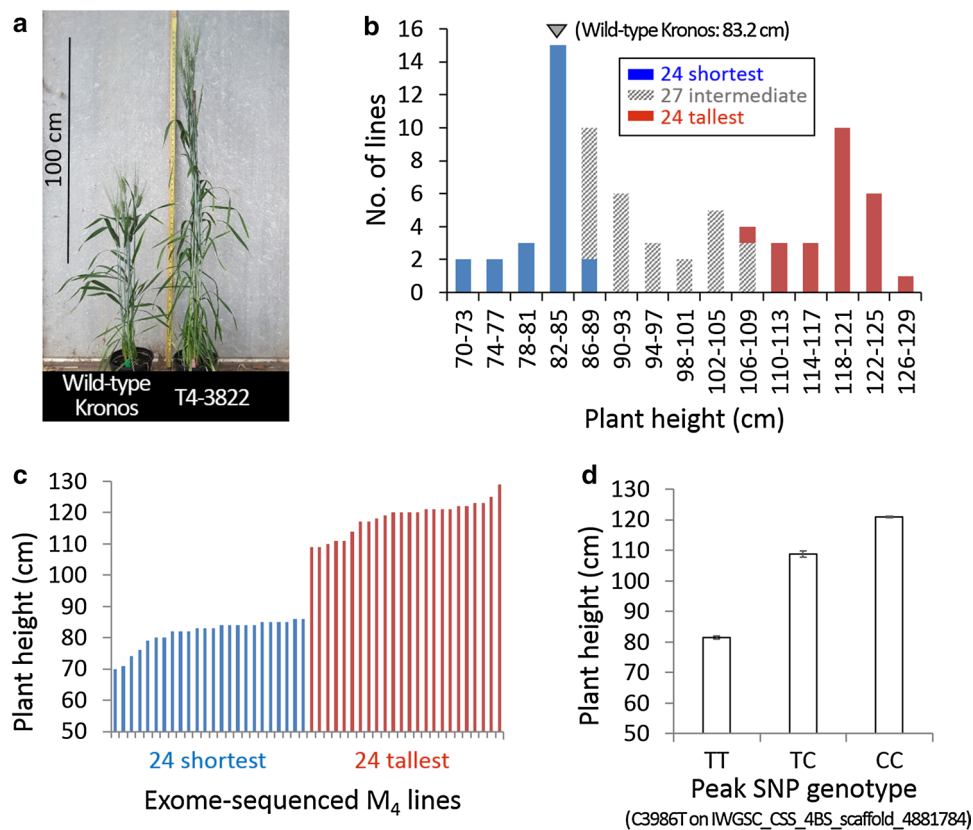 a
100 cm
Wild-type
Kronos
T4-3822
b
(Wild-type Kronos: 83.2 cm)
24 shortest
27 intermediate
24 tallest
No. of lines
16
14
12
10
8
6
4
2
0
70-73
74-77
78-81
82-85
86-89
90-93
94-97
98-101
102-105
106-109
110-113
114-117
118-121
122-125
126-129
Plant height (cm)
c
Plant height (cm)
130
120
110
100
90
80
70
60
50
24 shortest
24 tallest
Exome-sequenced M4 lines
d
Plant height (cm)
130
120
110
100
90
80
70
60
50
TT
TC
CC
Peak SNP genotype
(C3986T on IWGSC_CSS_4BS_scaffold_4881784)